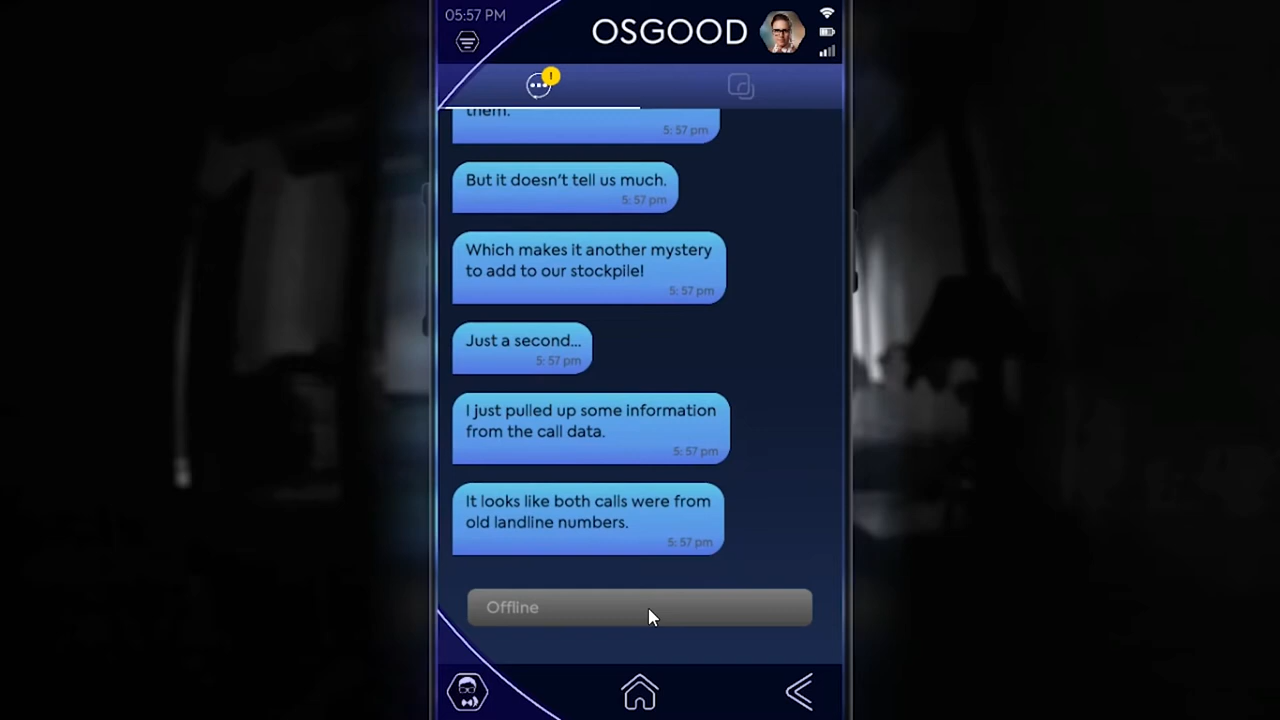 05:57 PM
OSGOOD
!
them.
5: 57 pm
But it doesn't tell us much.
5: 57 pm
Which makes it another mystery
to add to our stockpile!
5: 57 pm
Just a second...
5: 57 pm
I just pulled up some information
from the call data.
5: 57 pm
It looks like both calls were from
old landline numbers.
5: 57 pm
Offline